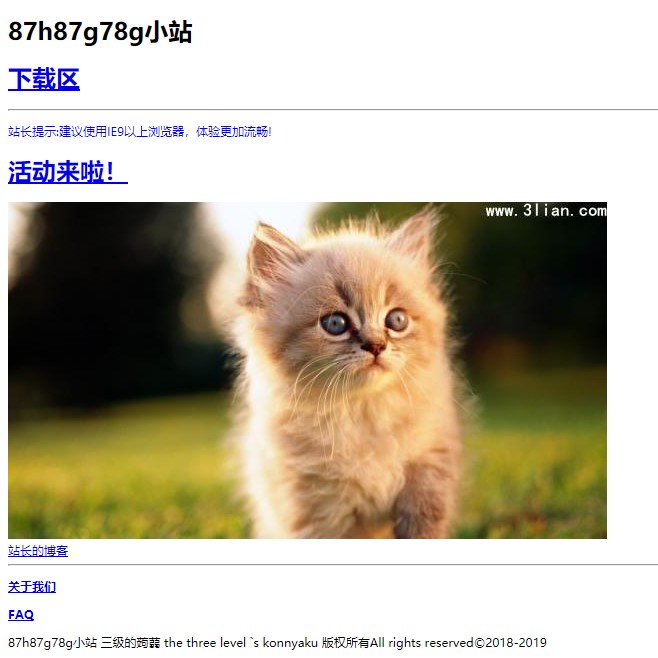 87h87g78g小站
下载区
站长提示:建议使用IE9以上浏览器，体验更加流畅!
活动来啦！
www.3lian.com
站长的博客
关于我们
FAQ
87h87g78g小站 三级的蒟蒻 the three level `s konnyaku 版权所有All rights reserved©2018-2019